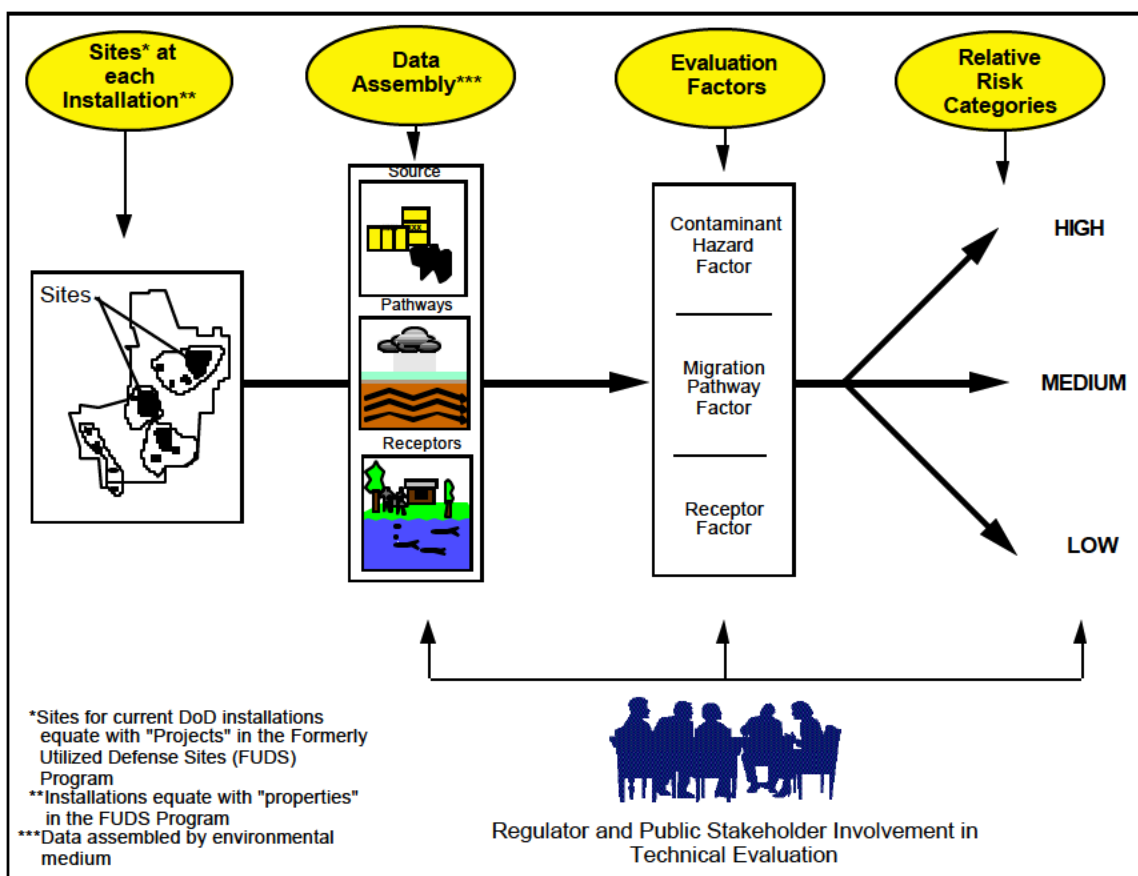 Sites* at
each
Installation**
Data
Assembly***
Evaluation
Factors
Relative
Risk
Categories
Sites
Source
Pathways
Receptors
Contaminant
Hazard
Factor
Migration
Pathway
Factor
Receptor
Factor
HIGH
MEDIUM
LOW
*Sites for current DoD installations
equate with "Projects" in the Formerly
Utilized Defense Sites (FUDS)
Program
**Installations equate with "properties"
in the FUDS Program
***Data assembled by environmental
medium
Regulator and Public Stakeholder Involvement in
Technical Evaluation